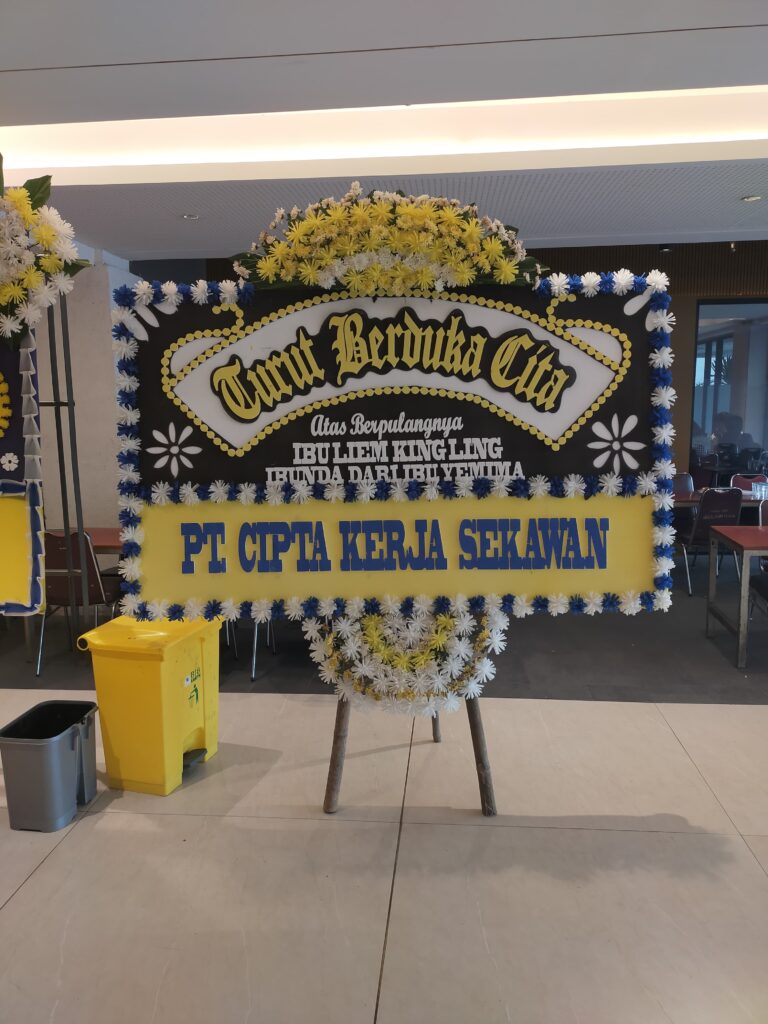 Turut Berduka Cita
Atas Berpulangnya
IBU LIEM KING LING
IBUNDA DARI IBU YEMIMA
PT. CIPTA KERJA SEKAWAN